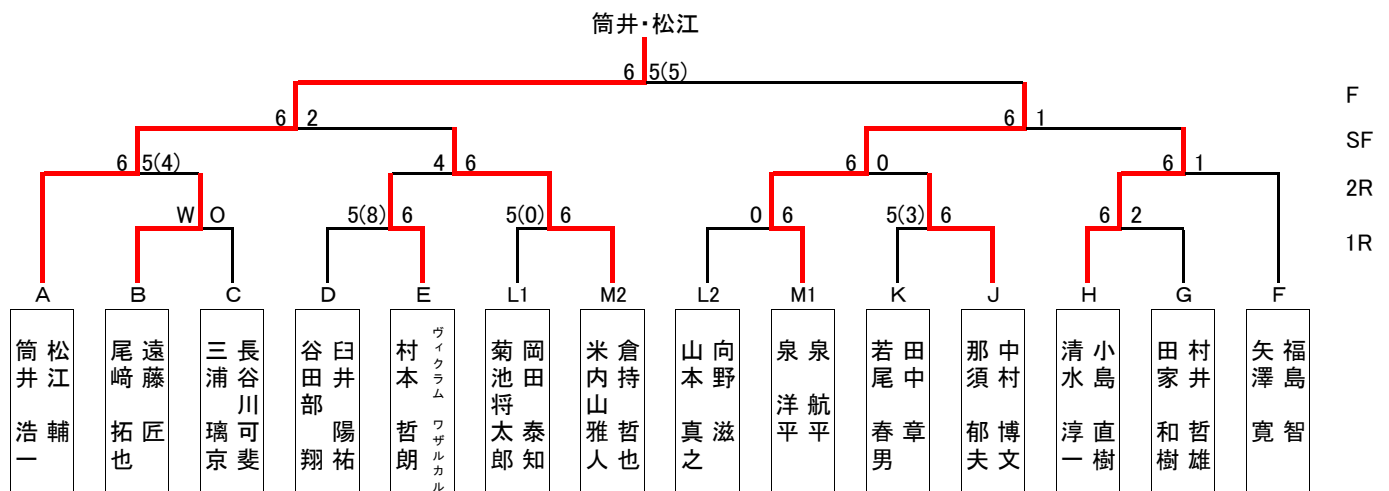 筒井・松江
6 5(5)
F
6 2
6 1
SF
6 5(4)
4 6
6 0
6 1
2R
W O
5(8) 6
5(0) 6
0 6
5(3) 6
6 2
1R
A B C D E L1 M2 L2 M1 K J H G F
筒井 浩一
松江 輔
尾﨑 拓也
遠藤 匠
三浦 璃京
長谷川可斐
谷田部 翔
臼井 陽祐
村本 哲朗
ヴィクラム ワザルカル
菊池将太郎
岡田 泰知
米内山雅人
倉持 哲也
山本 真之
向野 滋
泉 洋平
泉 航平
若尾 春男
田中 章
那須 郁夫
中村 博文
清水 淳一
小島 直樹
田家 和樹
村井 哲雄
矢澤 寛
福島 智